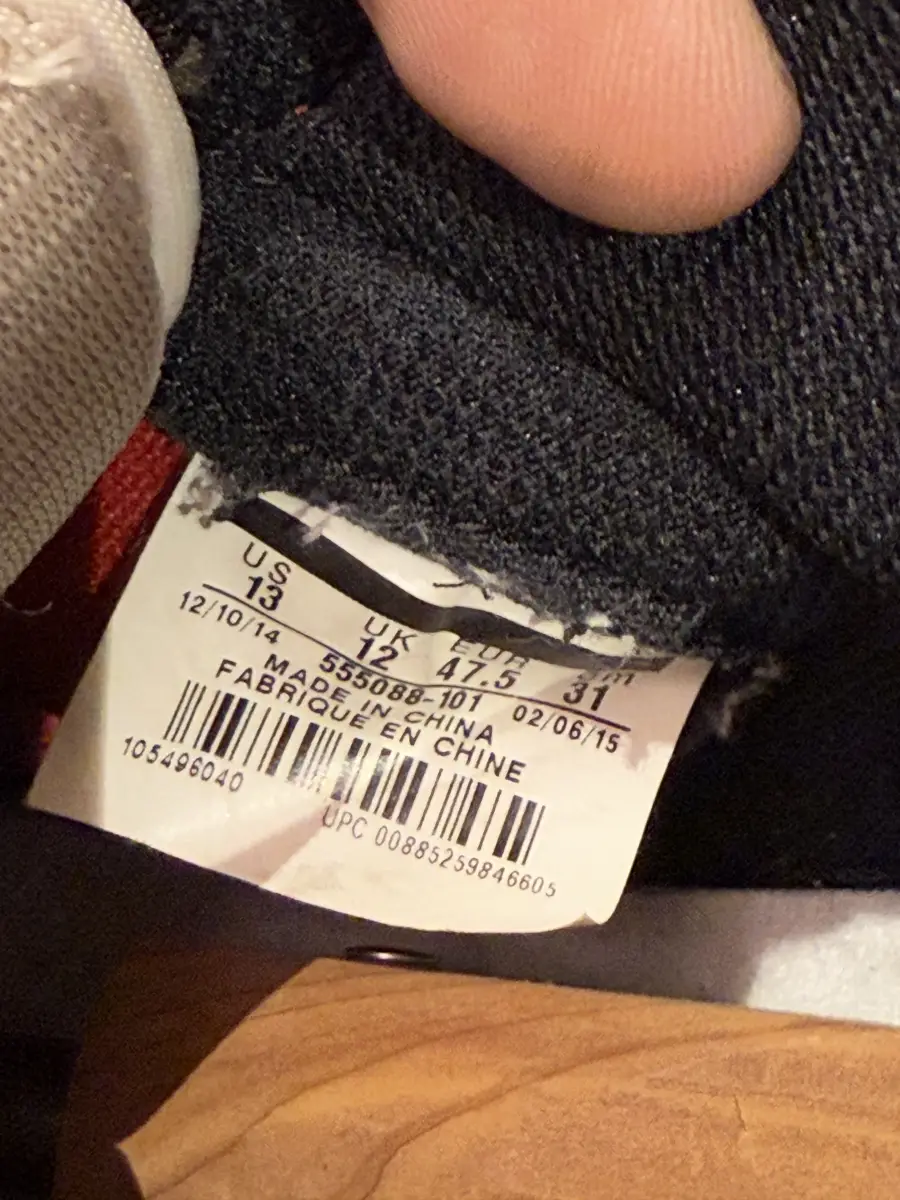 US UK EUR cm
13 12 47.5 31
12/10/14 555088-101 02/06/15
MADE IN CHINA
FABRIQUE EN CHINE
105496040
UPC 00885259846605